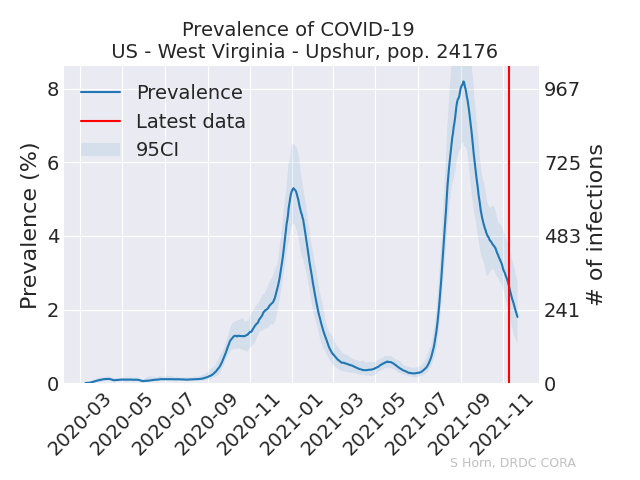 Prevalence of COVID-19
US - West Virginia - Upshur, pop. 24176
Prevalence
Latest data
95CI
Prevalence (%)
8
6
4
2
0
967
725
483
241
0
# of infections
2020-03
2020-05
2020-07
2020-09
2020-11
2021-01
2021-03
2021-05
2021-07
2021-09
2021-11
S Horn, DRDC CORA